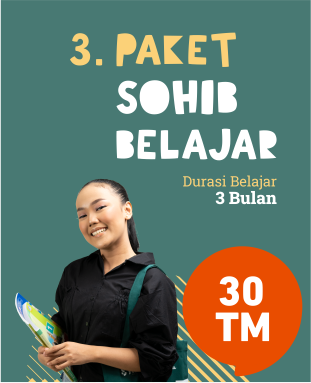 3. PAKET
SOHIB
BELAJAR
Durasi Belajar
3 Bulan
30
TM